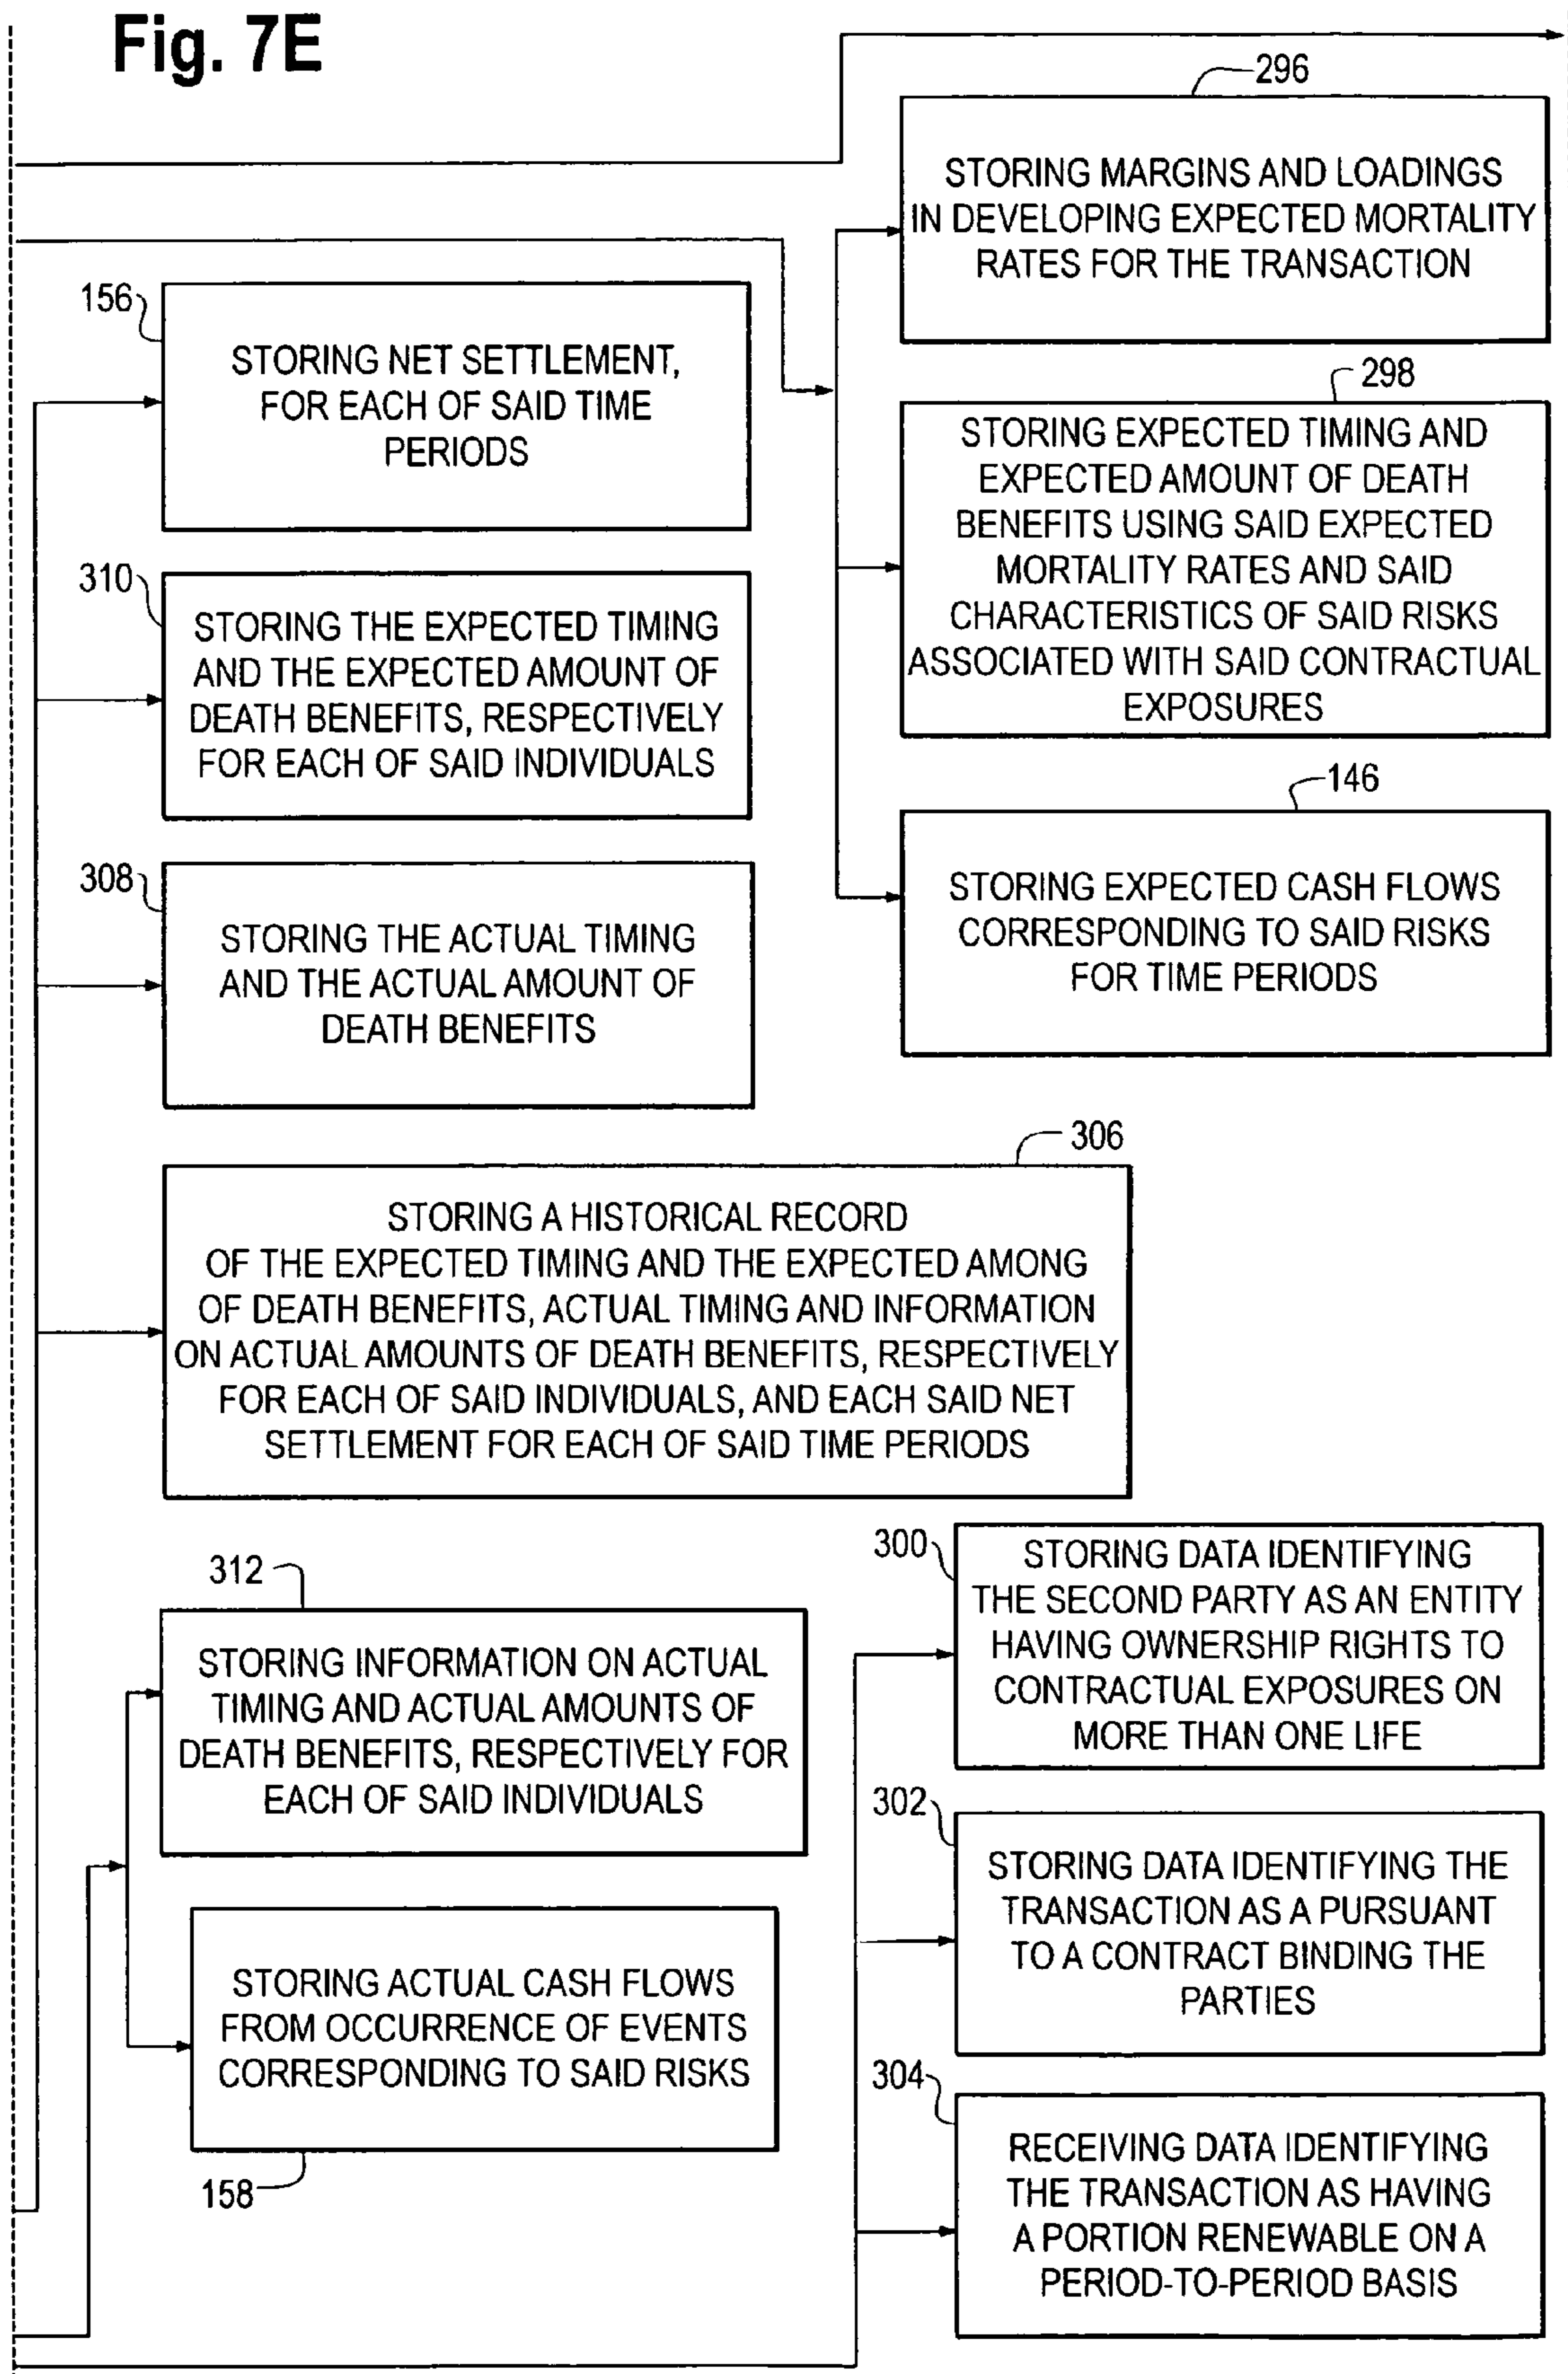 Fig. 7E
296
STORING MARGINS AND LOADINGS
IN DEVELOPING EXPECTED MORTALITY
RATES FOR THE TRANSACTION
156
STORING NET SETTLEMENT,
FOR EACH OF SAID TIME
PERIODS
298
STORING EXPECTED TIMING AND
EXPECTED AMOUNT OF DEATH
BENEFITS USING SAID EXPECTED
MORTALITY RATES AND SAID
CHARACTERISTICS OF SAID RISKS
ASSOCIATED WITH SAID CONTRACTUAL
EXPOSURES
310
STORING THE EXPECTED TIMING
AND THE EXPECTED AMOUNT OF
DEATH BENEFITS, RESPECTIVELY
FOR EACH OF SAID INDIVIDUALS
146
STORING EXPECTED CASH FLOWS
CORRESPONDING TO SAID RISKS
FOR TIME PERIODS
308
STORING THE ACTUAL TIMING
AND THE ACTUAL AMOUNT OF
DEATH BENEFITS
306
STORING A HISTORICAL RECORD
OF THE EXPECTED TIMING AND THE EXPECTED AMONG
OF DEATH BENEFITS, ACTUAL TIMING AND INFORMATION
ON ACTUAL AMOUNTS OF DEATH BENEFITS, RESPECTIVELY
FOR EACH OF SAID INDIVIDUALS, AND EACH SAID NET
SETTLEMENT FOR EACH OF SAID TIME PERIODS
312
STORING INFORMATION ON ACTUAL
TIMING AND ACTUAL AMOUNTS OF
DEATH BENEFITS, RESPECTIVELY FOR
EACH OF SAID INDIVIDUALS
STORING ACTUAL CASH FLOWS
FROM OCCURRENCE OF EVENTS
CORRESPONDING TO SAID RISKS
158
300
STORING DATA IDENTIFYING
THE SECOND PARTY AS AN ENTITY
HAVING OWNERSHIP RIGHTS TO
CONTRACTUAL EXPOSURES ON
MORE THAN ONE LIFE
302
STORING DATA IDENTIFYING THE
TRANSACTION AS A PURSUANT
TO A CONTRACT BINDING THE
PARTIES
304
RECEIVING DATA IDENTIFYING
THE TRANSACTION AS HAVING
A PORTION RENEWABLE ON A
PERIOD-TO-PERIOD BASIS